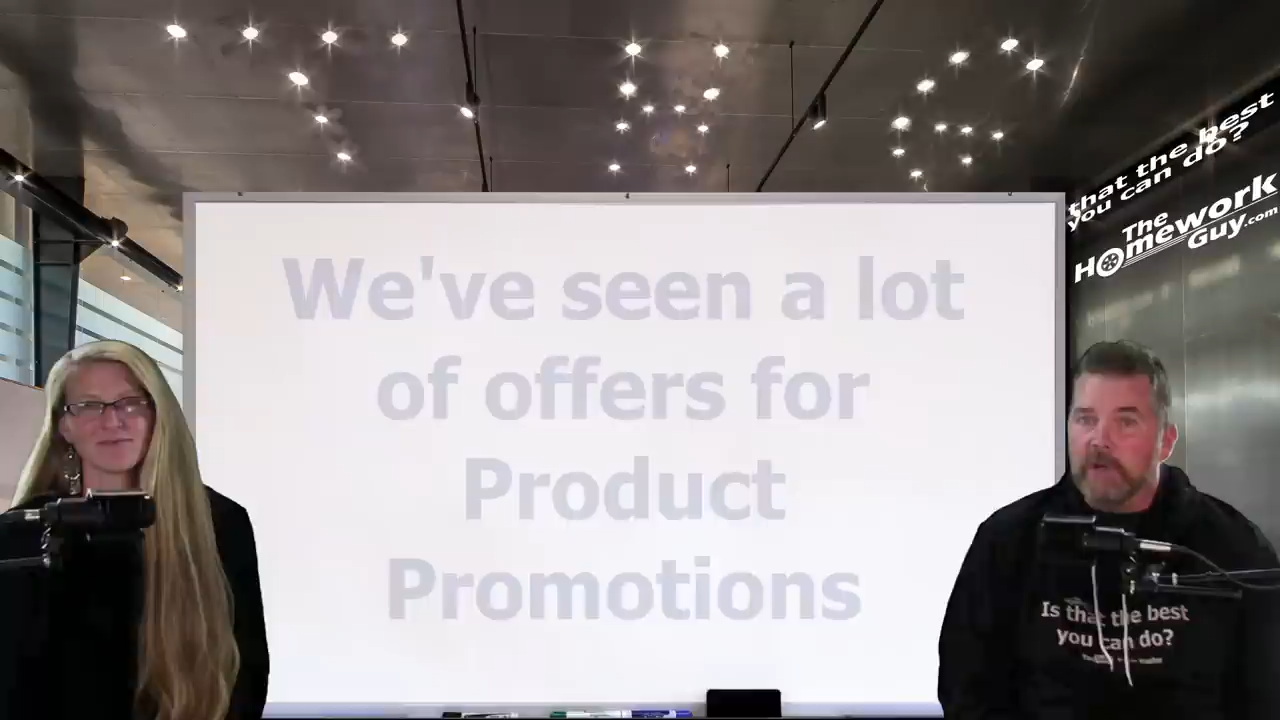 that the best
you can do?
The
Homework
Guy.com
We've seen a lot
of offers for
Product
Promotions
Is that the best
you can do?